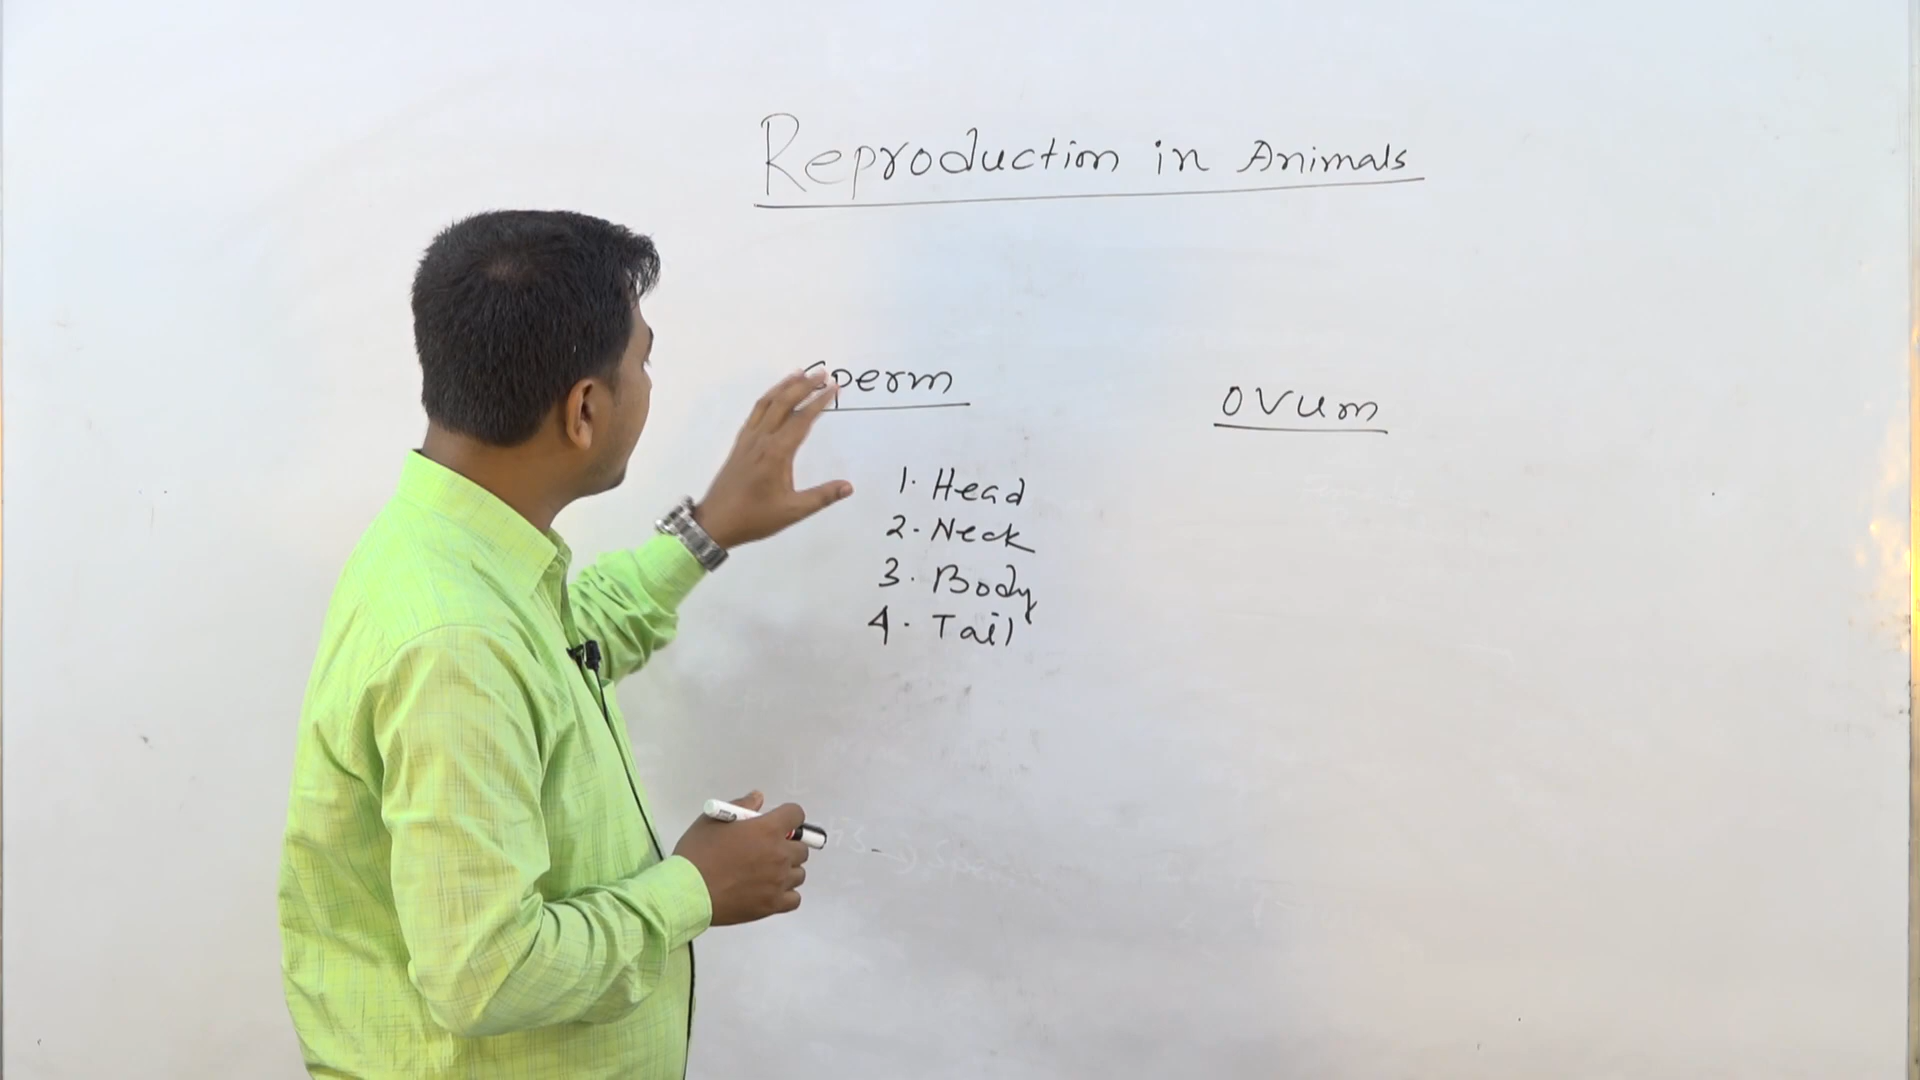 Reproduction in Animals
Sperm
1. Head
2. Neck
3. Body
4. Tail
Ovum